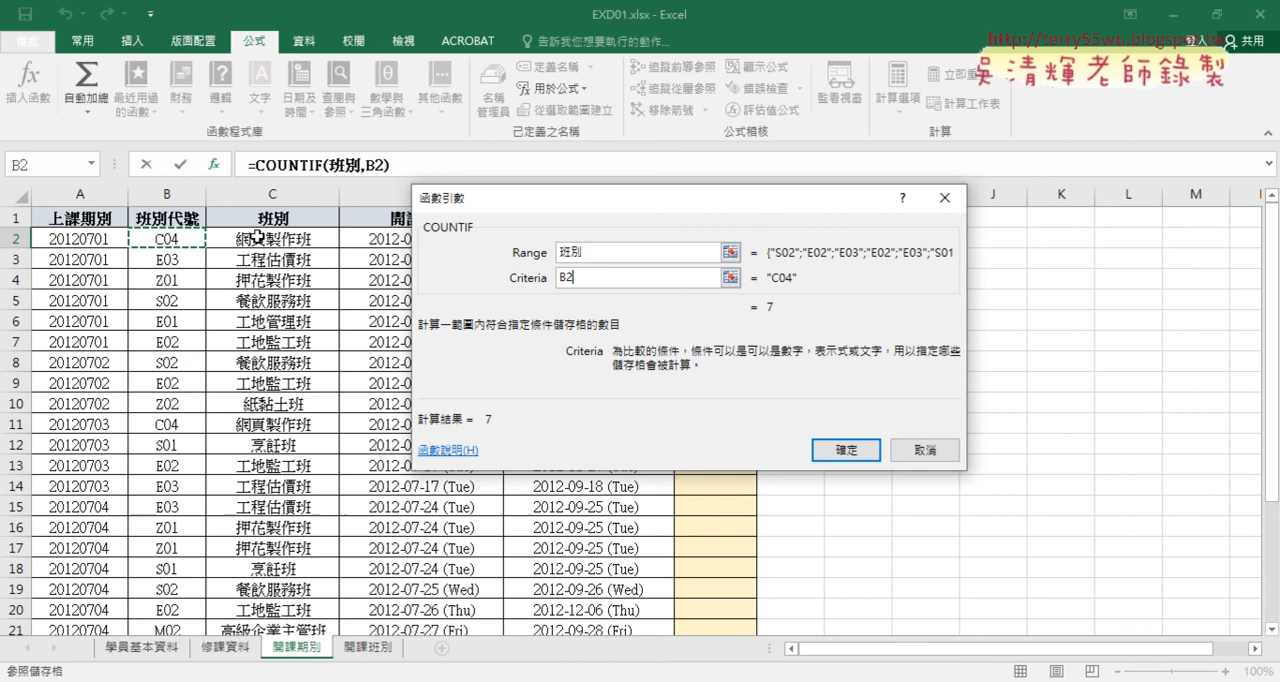 EXD01.xlsx - Excel
常用 插入 版面配置 公式 資料 校閱 檢視 ACROBAT 告訴我您想要執行的動作... 共用
http://terry55wu.blogspot.tw
吳清輝老師錄製
插入函數 自動加總 最近用過的函數 財務 邏輯 文字 日期及時間 查閱與參照 數學與三角函數 其他函數
名稱管理員 定義名稱 用於公式 從選取範圍建立
追蹤前導參照 追蹤從屬參照 移除箭號 顯示公式 錯誤檢查 評估值公式 監看視窗
計算選項 計算工作表
函數程式庫 已定義之名稱 公式稽核 計算
B2 fx =COUNTIF(班別,B2)
A B C J K L M
1 上課期別 班別代號 班別
2 20120701 C04 網頁製作班 2012-0
3 20120701 E03 工程估價班 2012-0
4 20120701 Z01 押花製作班 2012-0
5 20120701 S02 餐飲服務班 2012-0
6 20120701 E01 工地管理班 2012-0
7 20120701 E02 工地監工班 2012-0
8 20120702 S02 餐飲服務班 2012-0
9 20120702 E02 工地監工班 2012-0
10 20120702 Z02 紙黏土班 2012-0
11 20120703 C04 網頁製作班 2012-0
12 20120703 S01 烹飪班 2012-0
13 20120703 E02 工地監工班 2012-0
14 20120703 E03 工程估價班 2012-07-17 (Tue) 2012-09-18 (Tue)
15 20120704 E03 工程估價班 2012-07-24 (Tue) 2012-09-25 (Tue)
16 20120704 Z01 押花製作班 2012-07-24 (Tue) 2012-09-25 (Tue)
17 20120704 Z01 押花製作班 2012-07-24 (Tue) 2012-09-25 (Tue)
18 20120704 S01 烹飪班 2012-07-24 (Tue) 2012-09-25 (Tue)
19 20120704 S02 餐飲服務班 2012-07-25 (Wed) 2012-09-26 (Wed)
20 20120704 E02 工地監工班 2012-07-26 (Thu) 2012-12-06 (Thu)
21 20120704 M02 高級企業主管班 2012-07-27 (Fri) 2012-09-28 (Fri)
函數引數 ?
COUNTIF
Range 班別 = {"S02";"E02";"E03";"E02";"E03";"S01
Criteria B2 = "C04"
= 7
計算一範圍內符合指定條件儲存格的數目
Criteria 為比較的條件，條件可以是可以是數字，表示式或文字，用以指定哪些
儲存格會被計算。
計算結果 = 7
函數說明(H) 確定 取消
學員基本資料 修課資料 開課期別 開課班別
參照儲存格 100%